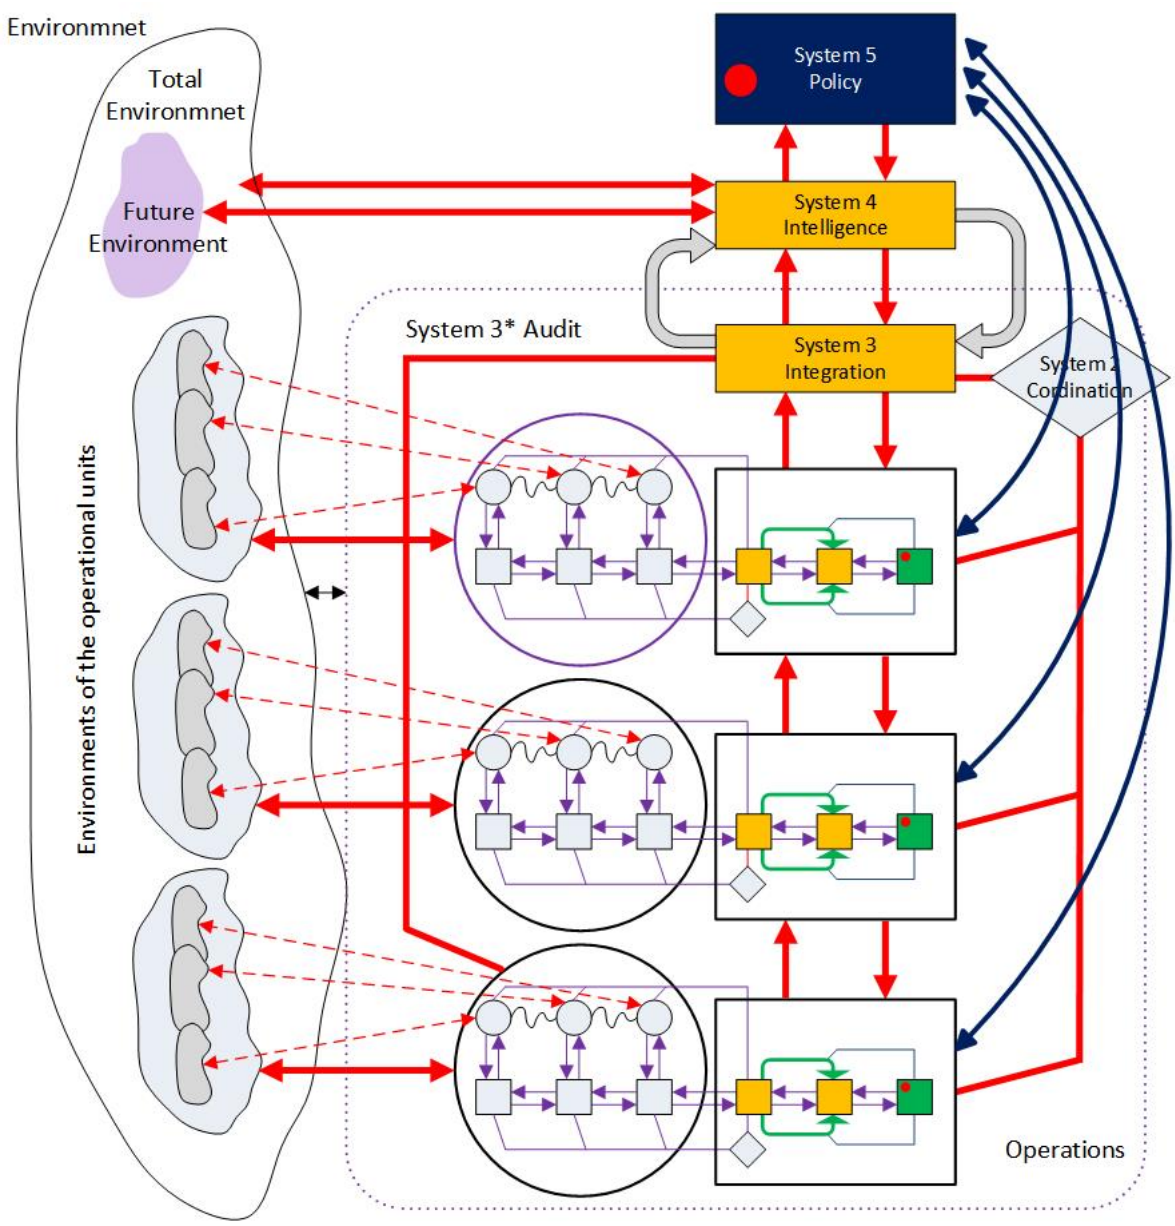 Environmnet
Total
Environmnet
Future
Environment
System 5
Policy
System 4
Intelligence
System 3* Audit
System 3
Integration
System 2
Cordination
Environments of the operational units
Operations